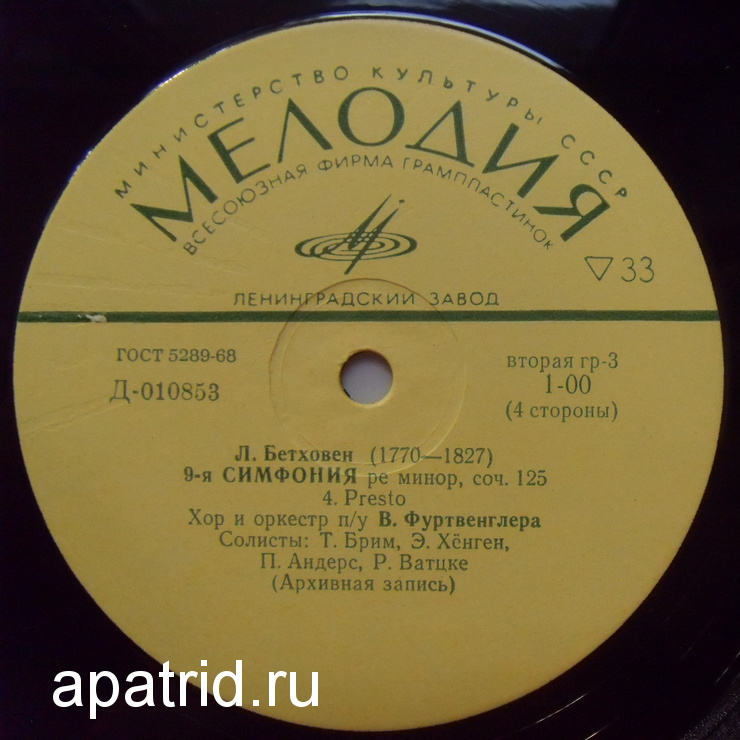 МИНИСТЕРСТВО КУЛЬТУРЫ СССР
МЕЛОДИЯ
ВСЕСОЮЗНАЯ ФИРМА ГРАМПЛАСТИНОК
33
ЛЕНИНГРАДСКИЙ ЗАВОД
ГОСТ 5289-68
Д-010853
вторая гр-3
1-00
(4 стороны)
Л. Бетховен (1770—1827)
9-я СИМФОНИЯ ре минор, соч. 125
4. Presto
Хор и оркестр п/у В. Фуртвенглера
Солисты: Т. Брим, Э. Хёнген,
П. Андерс, Р. Ватцке
(Архивная запись)
apatrid.ru